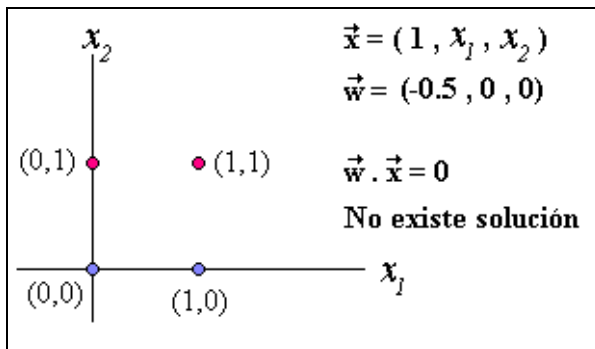 x₂
(0,1)
(1,1)
(0,0)
(1,0)
x₁
x⃗ = ( 1 , x₁ , x₂ )
w⃗ = (-0.5 , 0 , 0)
w⃗ . x⃗ = 0
No existe solución